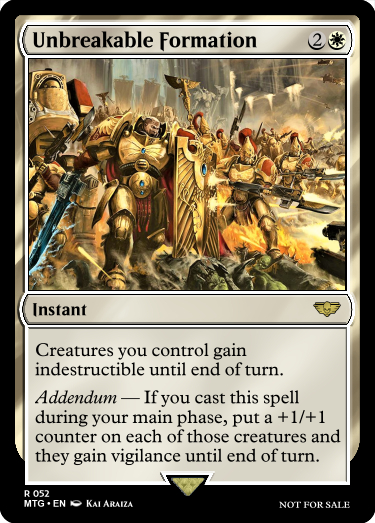 Unbreakable Formation 2
Instant
Creatures you control gain
indestructible until end of turn.
Addendum — If you cast this spell
during your main phase, put a +1/+1
counter on each of those creatures and
they gain vigilance until end of turn.
R 052
MTG • EN Kai Araiza
NOT FOR SALE